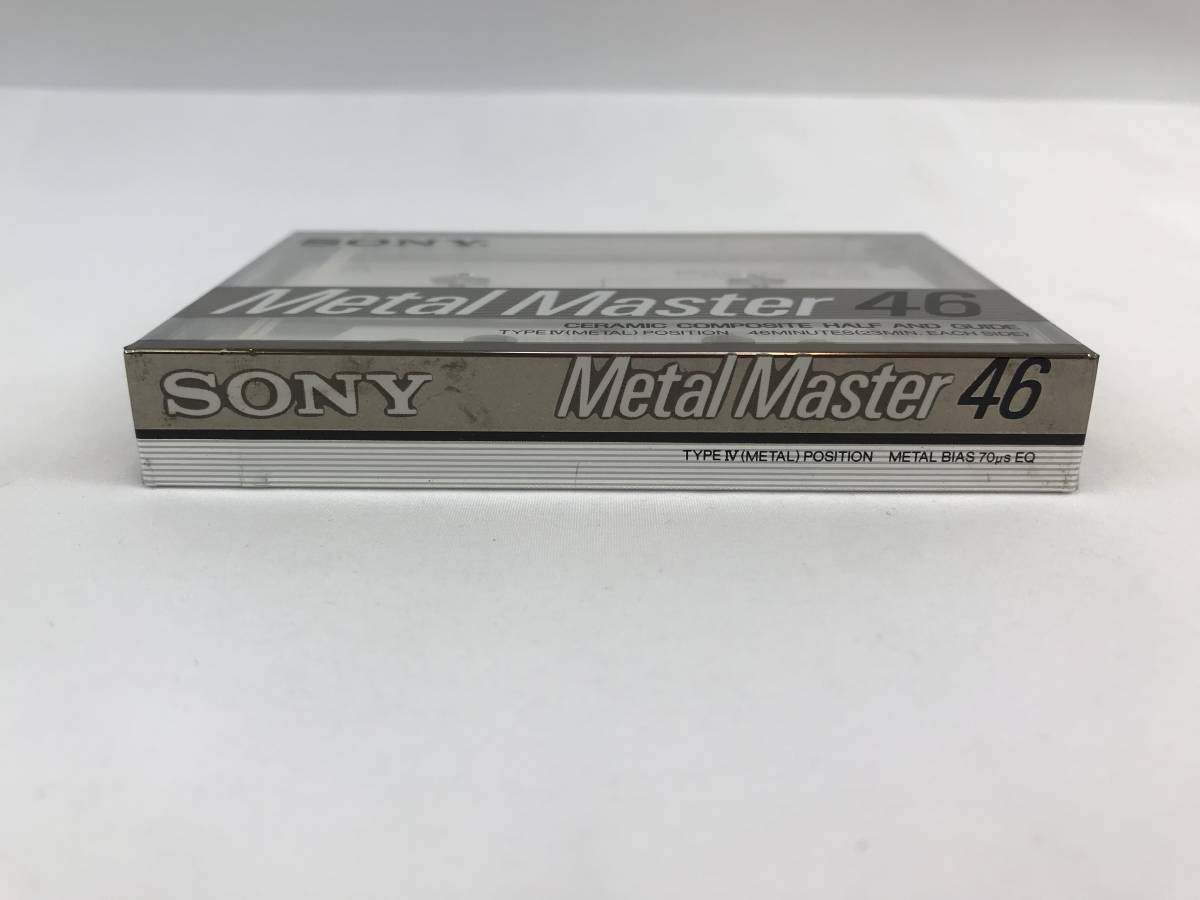 SONY
Metal Master 46
CERAMIC COMPOSITE HALF AND GUIDE
TYPE IV (METAL) POSITION 46MINUTES (23MIN. EACH SIDE)
SONY Metal Master 46
TYPE IV (METAL) POSITION METAL BIAS 70μs EQ